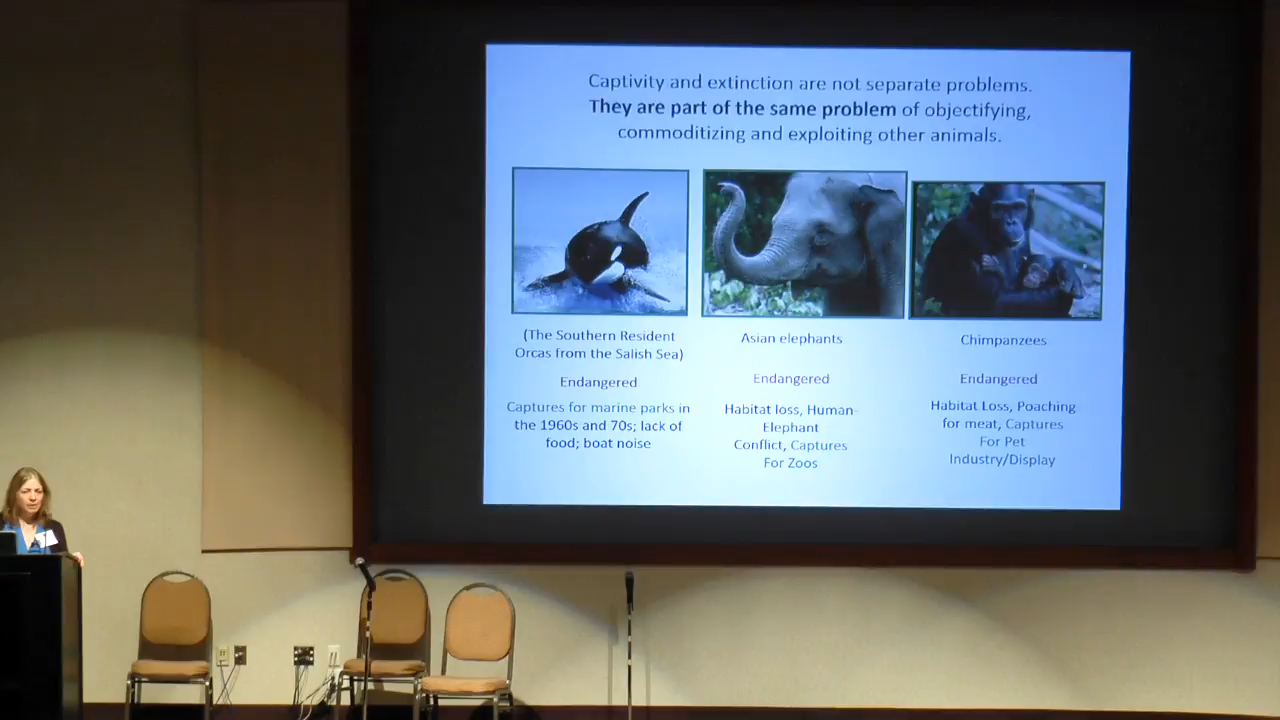 Captivity and extinction are not separate problems.
They are part of the same problem of objectifying,
commoditizing and exploiting other animals.
(The Southern Resident
Orcas from the Salish Sea)
Endangered
Captures for marine parks in
the 1960s and 70s; lack of
food; boat noise
Asian elephants
Endangered
Habitat loss, Human-
Elephant
Conflict, Captures
For Zoos
Chimpanzees
Endangered
Habitat Loss, Poaching
for meat, Captures
For Pet
Industry/Display